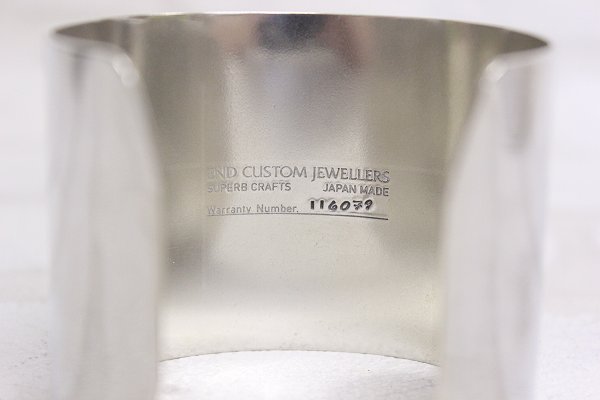 END CUSTOM JEWELLERS
SUPERB CRAFTS JAPAN MADE
Warranty Number. 116079